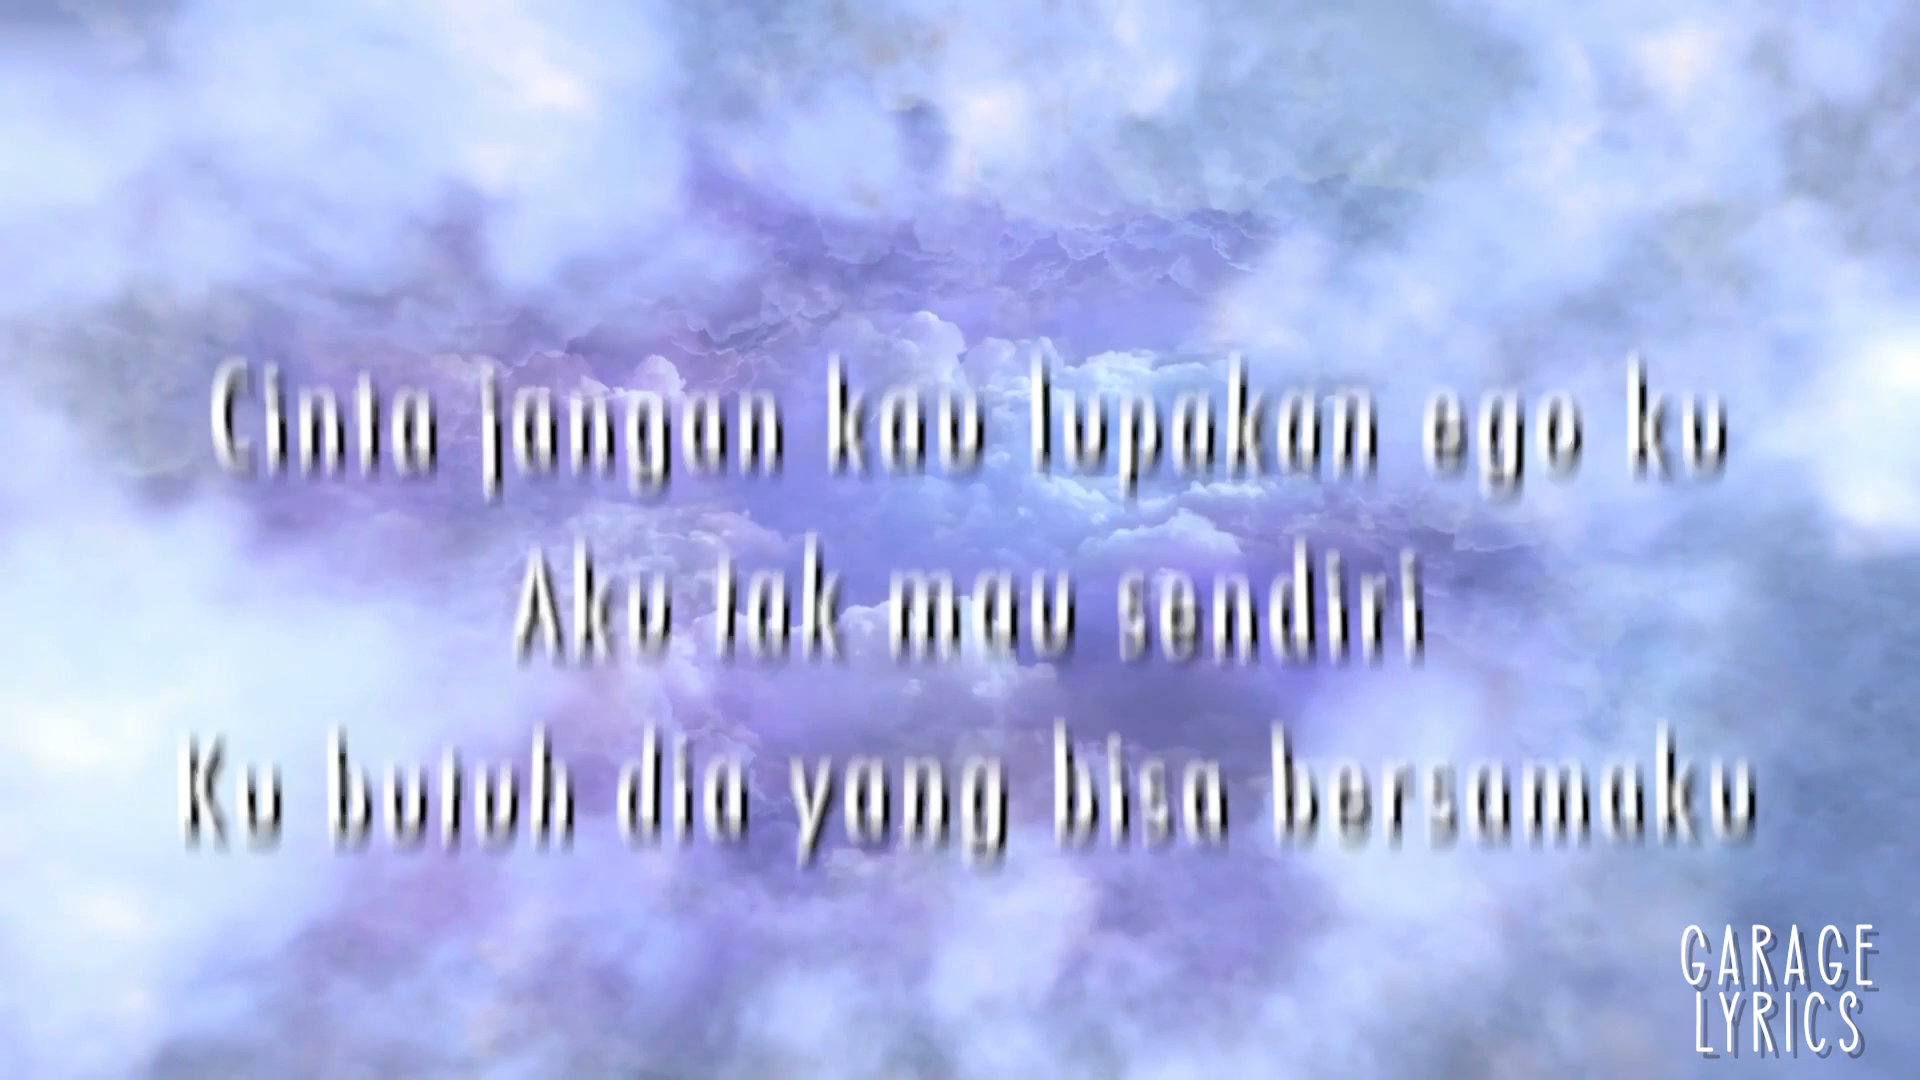 Cinta jangan kau lupakan ego ku
Aku tak mau sendiri
Ku butuh dia yang bisa bersamaku
GARAGE
LYRICS